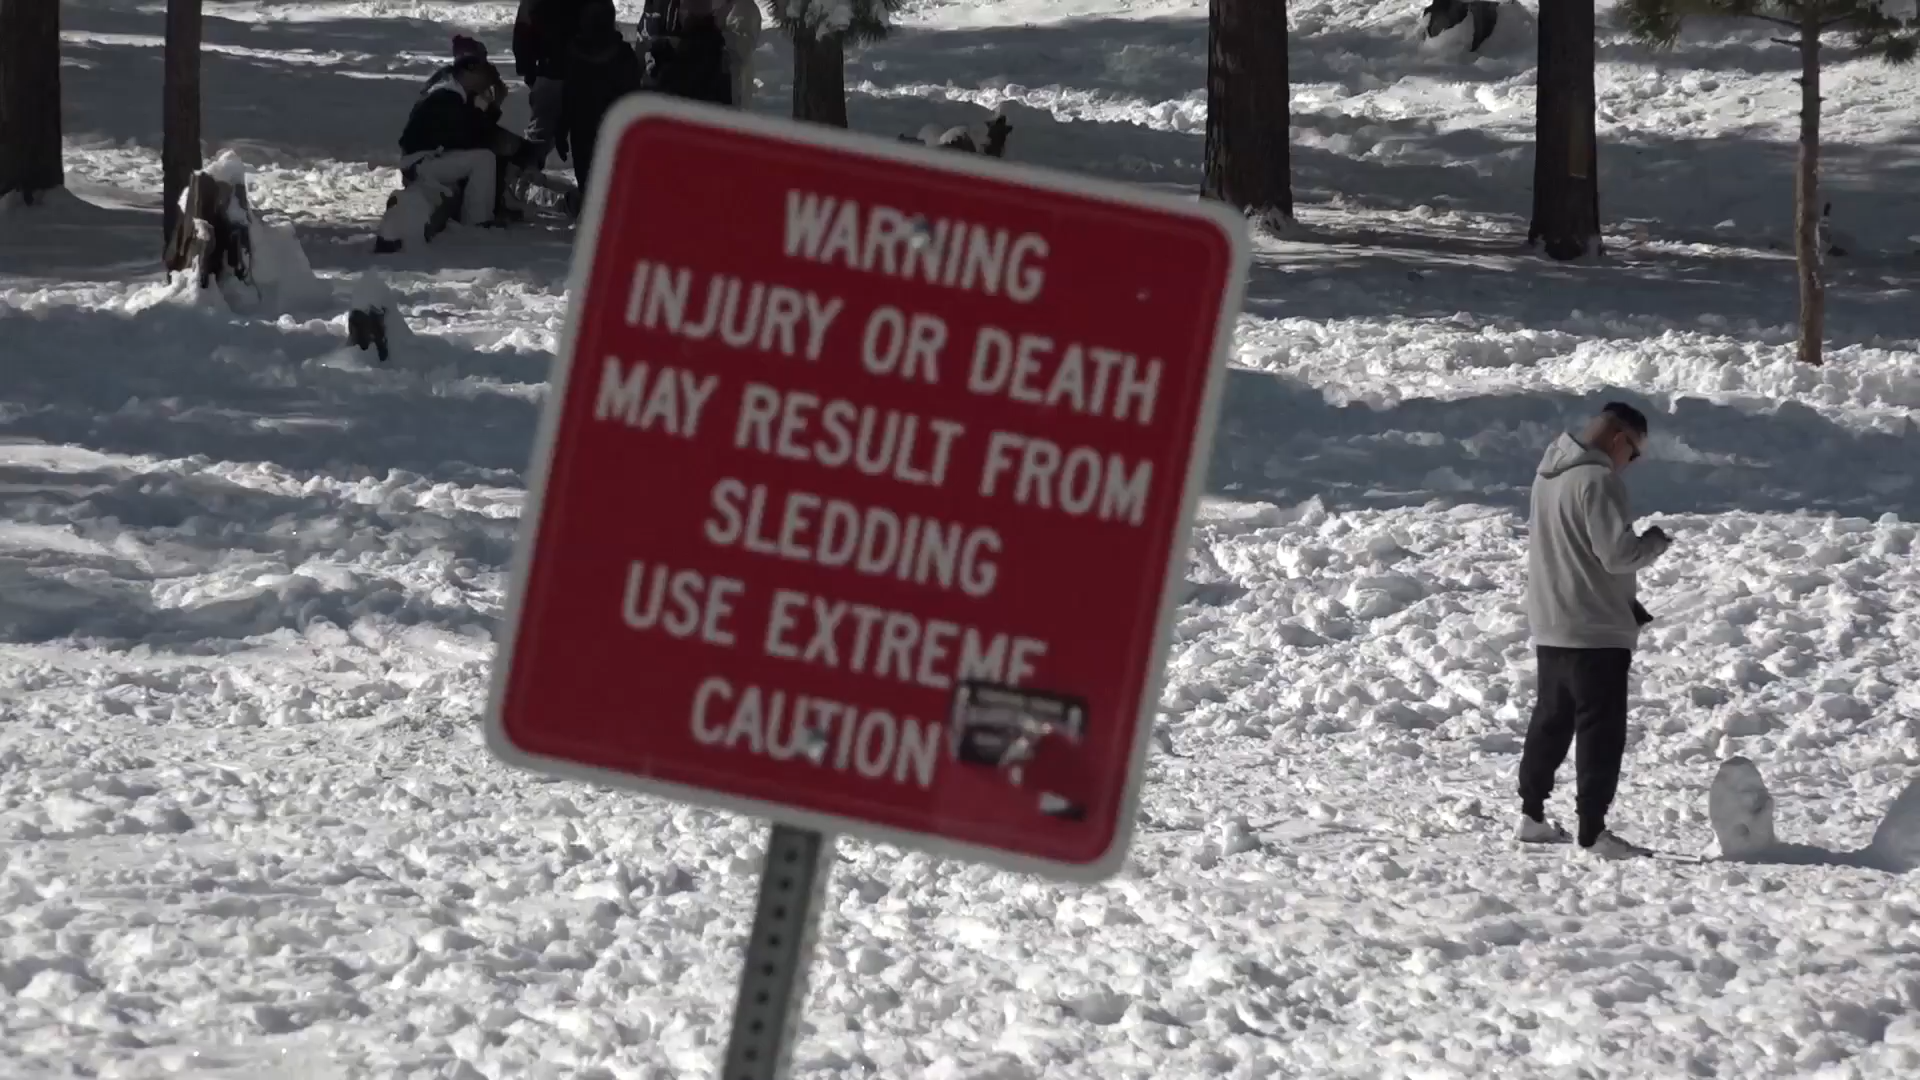 WARNING
INJURY OR DEATH
MAY RESULT FROM
SLEDDING
USE EXTREME
CAUTION